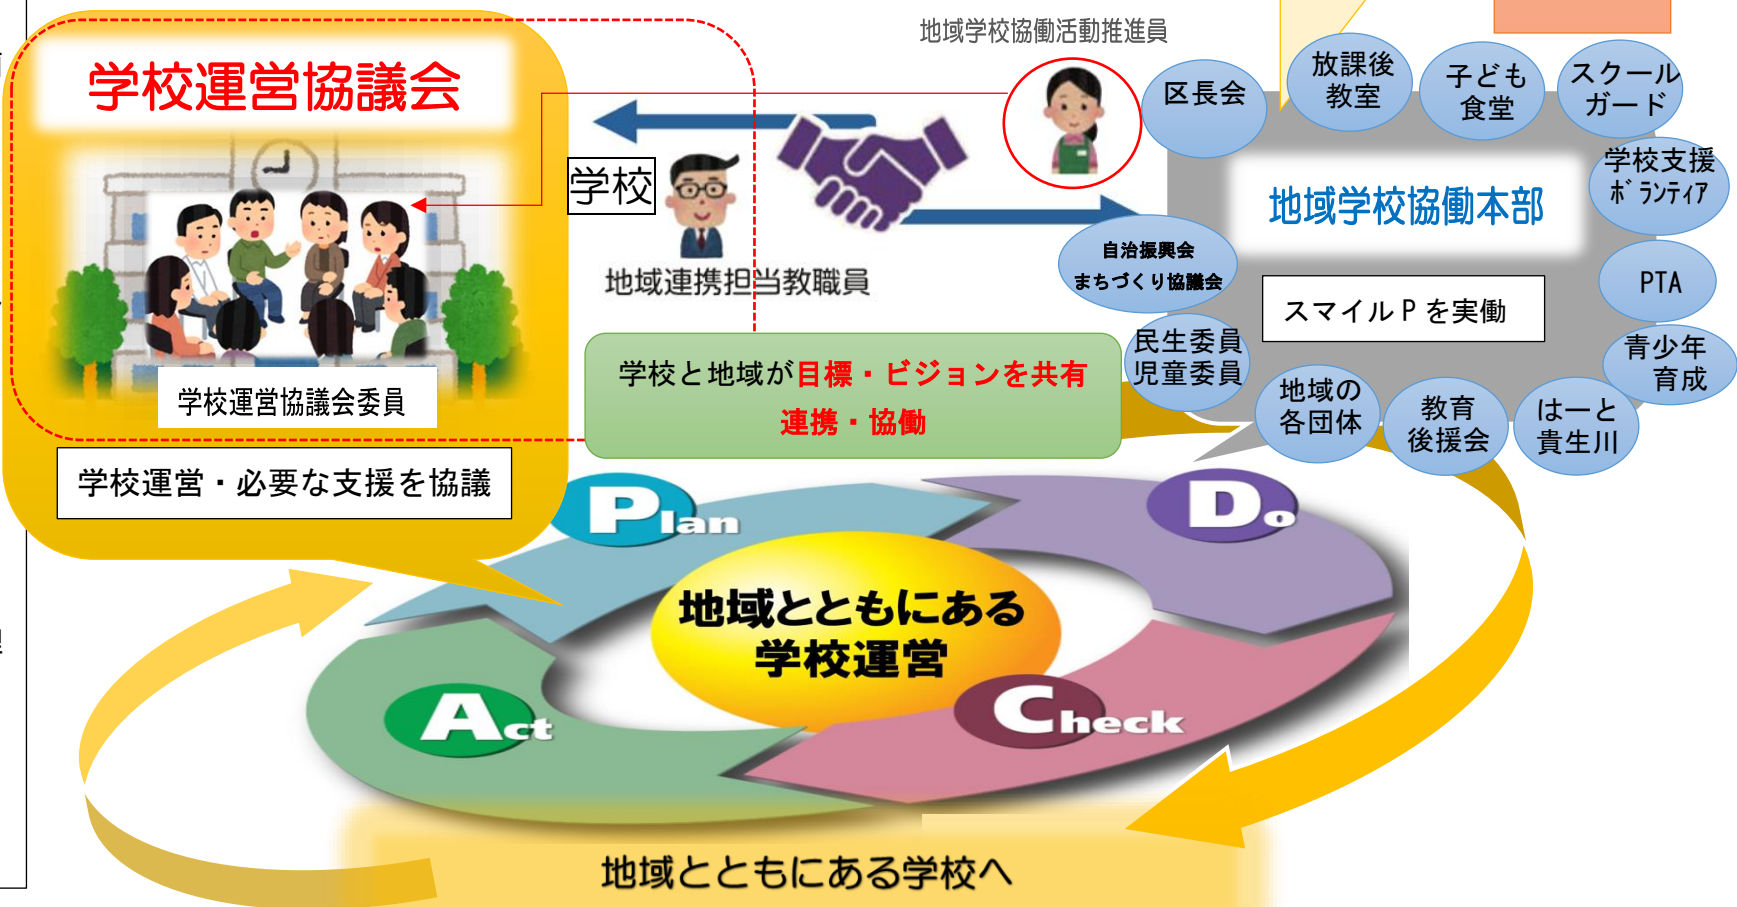 地域学校協働活動推進員
学校運営協議会
学校運営協議会委員
学校運営・必要な支援を協議
学校
地域連携担当教職員
学校と地域が目標・ビジョンを共有
連携・協働
区長会
放課後
教室
子ども
食堂
スクール
ガード
学校支援
ボランティア
PTA
青少年
育成
はーと
貴生川
教育
後援会
地域の
各団体
民生委員
児童委員
自治振興会
まちづくり協議会
地域学校協働本部
スマイルPを実働
Plan
Do
Check
Act
地域とともにある
学校運営
地域とともにある学校へ